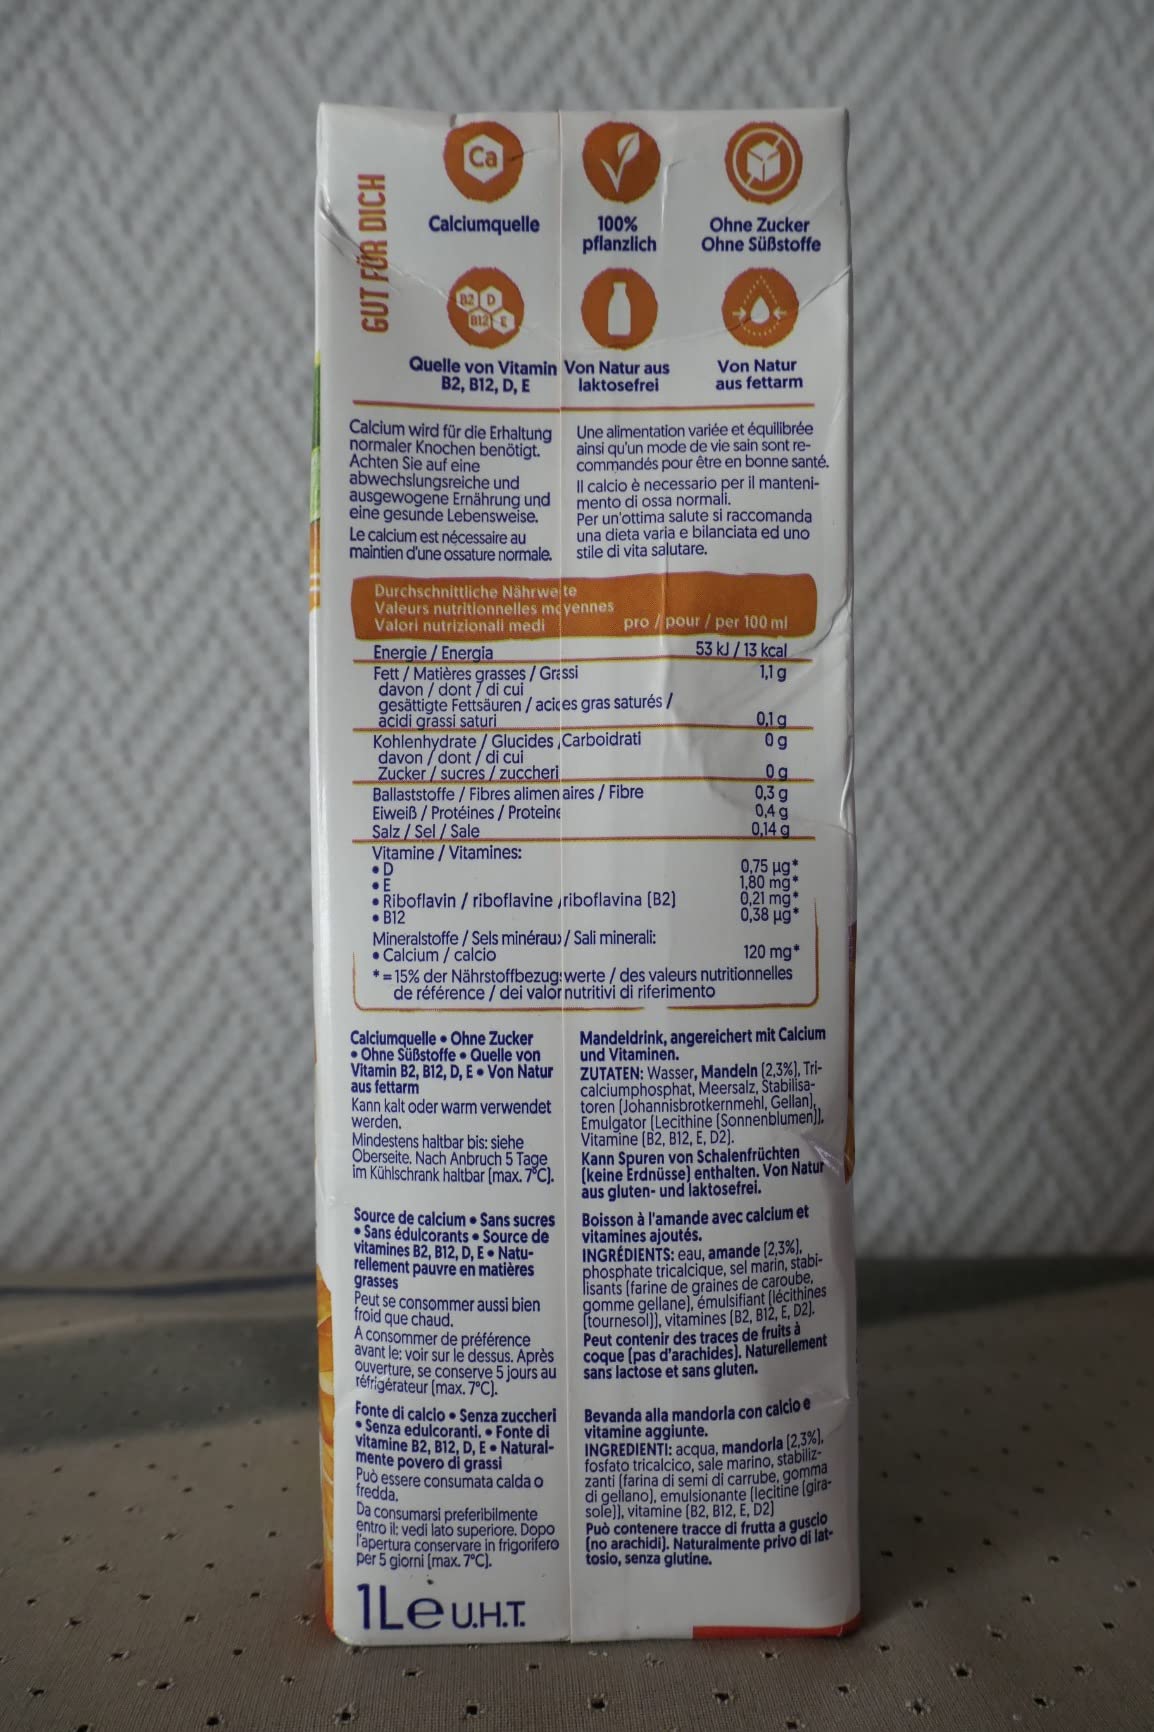 GUT FÜR DICH
Ca
Calciumquelle
100%
pflanzlich
Ohne Zucker
Ohne Süßstoffe
B2 D
B12 E
Quelle von Vitamin
B2, B12, D, E
Von Natur aus
laktosefrei
Von Natur
aus fettarm
Calcium wird für die Erhaltung
normaler Knochen benötigt.
Achten Sie auf eine
abwechslungsreiche und
ausgewogene Ernährung und
eine gesunde Lebensweise.
Le calcium est nécessaire au
maintien d'une ossature normale.
Une alimentation variée et équilibrée
ainsi qu'un mode de vie sain sont re-
commandés pour être en bonne santé.
Il calcio è necessario per il manteni-
mento di ossa normali.
Per un'ottima salute si raccomanda
una dieta varia e bilanciata ed uno
stile di vita salutare.
Durchschnittliche Nährwerte
Valeurs nutritionnelles moyennes
Valori nutrizionali medi pro / pour / per 100 ml
Energie / Energia 53 kJ / 13 kcal
Fett / Matières grasses / Grassi 1,1 g
davon / dont / di cui
gesättigte Fettsäuren / acides gras saturés /
acidi grassi saturi 0,1 g
Kohlenhydrate / Glucides / Carboidrati 0 g
davon / dont / di cui
Zucker / sucres / zuccheri 0 g
Ballaststoffe / Fibres alimentaires / Fibre 0,3 g
Eiweiß / Protéines / Proteine 0,4 g
Salz / Sel / Sale 0,14 g
Vitamine / Vitamines:
• D 0,75 µg*
• E 1,80 mg*
• Riboflavin / riboflavine / riboflavina (B2) 0,21 mg*
• B12 0,38 µg*
Mineralstoffe / Sels minéraux / Sali minerali:
• Calcium / calcio 120 mg*
* = 15% der Nährstoffbezugswerte / des valeurs nutritionnelles
de référence / dei valori nutritivi di riferimento
Calciumquelle • Ohne Zucker
• Ohne Süßstoffe • Quelle von
Vitamin B2, B12, D, E • Von Natur
aus fettarm
Kann kalt oder warm verwendet
werden.
Mindestens haltbar bis: siehe
Oberseite. Nach Anbruch 5 Tage
im Kühlschrank haltbar (max. 7°C).
Mandeldrink, angereichert mit Calcium
und Vitaminen.
ZUTATEN: Wasser, Mandeln (2,3%), Tri-
calciumphosphat, Meersalz, Stabilisa-
toren (Johannisbrotkernmehl, Gellan),
Emulgator (Lecithine (Sonnenblumen)),
Vitamine (B2, B12, E, D2).
Kann Spuren von Schalenfrüchten
(keine Erdnüsse) enthalten. Von Natur
aus gluten- und laktosefrei.
Source de calcium • Sans sucres
• Sans édulcorants • Source de
vitamines B2, B12, D, E • Natu-
rellement pauvre en matières
grasses
Peut se consommer aussi bien
froid que chaud.
A consommer de préférence
avant le: voir sur le dessus. Après
ouverture, se conserve 5 jours au
réfrigérateur (max. 7°C).
Boisson à l'amande avec calcium et
vitamines ajoutés.
INGRÉDIENTS: eau, amande (2,3%),
phosphate tricalcique, sel marin, stabi-
lisants (farine de graines de caroube,
gomme gellane), émulsifiant (lécithines
(tournesol)), vitamines (B2, B12, E, D2).
Peut contenir des traces de fruits à
coque (pas d'arachides). Naturellement
sans lactose et sans gluten.
Fonte di calcio • Senza zuccheri
• Senza edulcoranti. • Fonte di
vitamine B2, B12, D, E • Natural-
mente povero di grassi
Può essere consumata calda o
fredda.
Da consumarsi preferibilmente
entro il: vedi lato superiore. Dopo
l'apertura conservare in frigorifero
per 5 giorni (max. 7°C).
Bevanda alla mandorla con calcio e
vitamine aggiunte.
INGREDIENTI: acqua, mandorla (2,3%),
fosfato tricalcico, sale marino, stabiliz-
zanti (farina di semi di carrube, gomma
di gellano), emulsionante (lecitine (gira-
sole)), vitamine (B2, B12, E, D2)
Può contenere tracce di frutta a guscio
(no arachidi). Naturalmente privo di lat-
tosio, senza glutine.
1L e U.H.T.